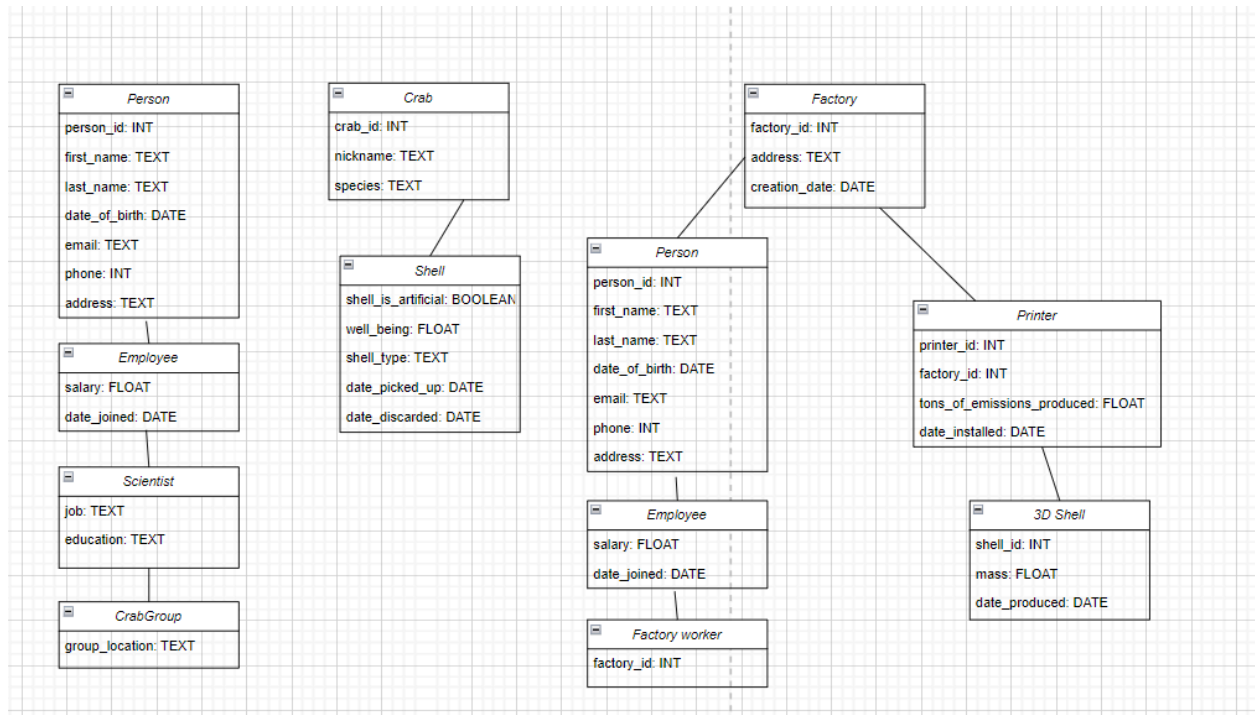 Person
person_id: INT
first_name: TEXT
last_name: TEXT
date_of_birth: DATE
email: TEXT
phone: INT
address: TEXT
Employee
salary: FLOAT
date_joined: DATE
Scientist
job: TEXT
education: TEXT
CrabGroup
group_location: TEXT
Crab
crab_id: INT
nickname: TEXT
species: TEXT
Shell
shell_is_artificial: BOOLEAN
well_being: FLOAT
shell_type: TEXT
date_picked_up: DATE
date_discarded: DATE
Factory
factory_id: INT
address: TEXT
creation_date: DATE
Person
person_id: INT
first_name: TEXT
last_name: TEXT
date_of_birth: DATE
email: TEXT
phone: INT
address: TEXT
Employee
salary: FLOAT
date_joined: DATE
Factory worker
factory_id: INT
Printer
printer_id: INT
factory_id: INT
tons_of_emissions_produced: FLOAT
date_installed: DATE
3D Shell
shell_id: INT
mass: FLOAT
date_produced: DATE